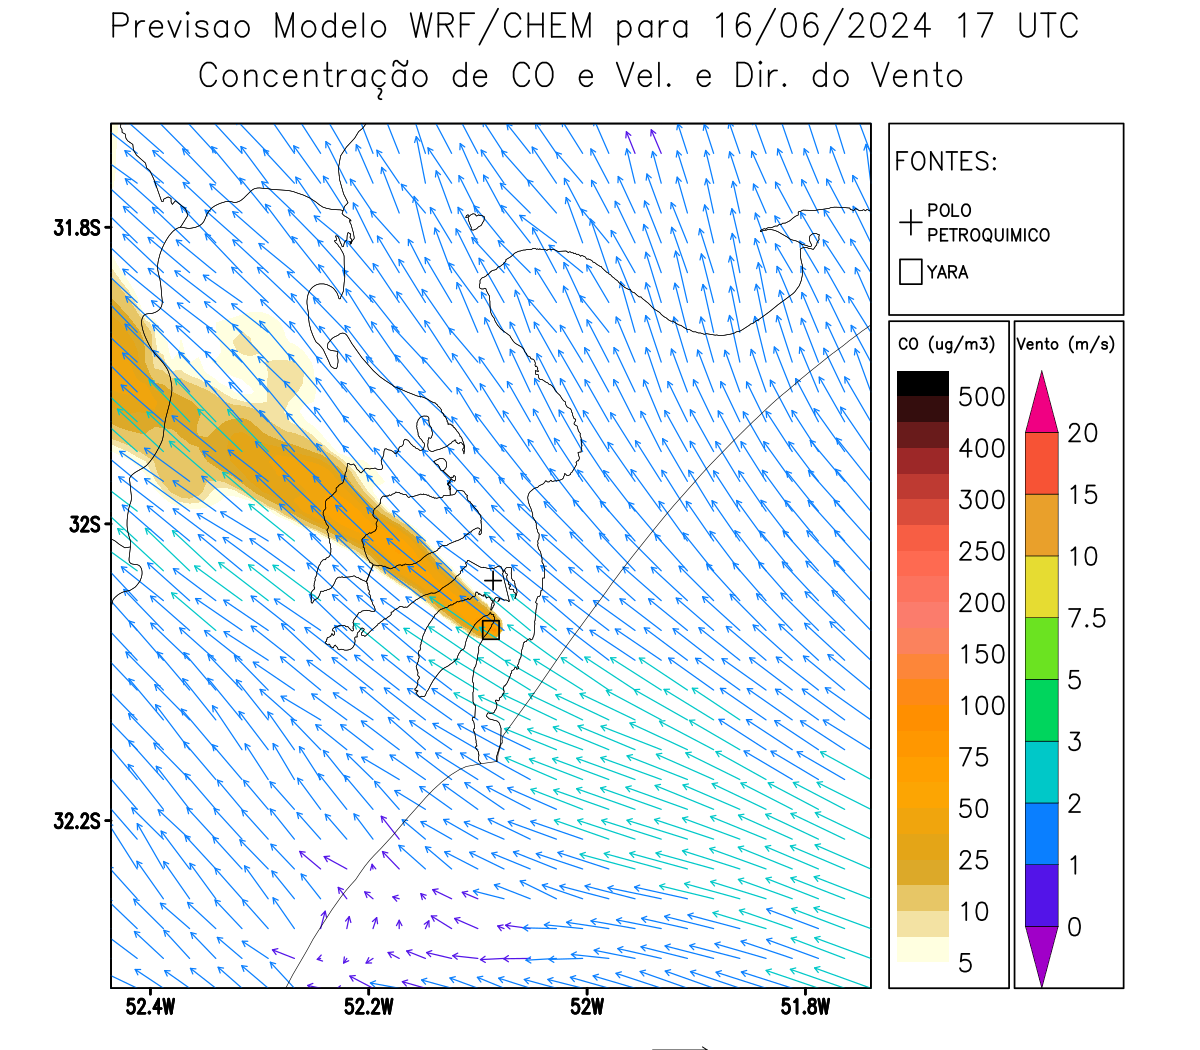 Previsao Modelo WRF/CHEM para 16/06/2024 17 UTC
Concentração de CO e Vel. e Dir. do Vento
FONTES:
POLO
PETROQUIMICO
YARA
31.8S
32S
32.2S
52.4W
52.2W
52W
51.8W
CO (ug/m3)
500
400
300
250
200
150
100
75
50
25
10
5
Vento (m/s)
20
15
10
7.5
5
3
2
1
0